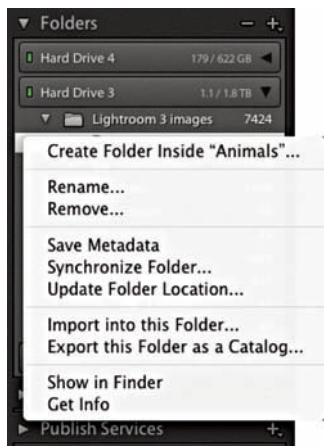 Folders
Hard Drive 4 179 / 622 GB
Hard Drive 3 1.1 / 1.8 TB
Lightroom 3 images 7424
Create Folder Inside “Animals”...
Rename...
Remove...
Save Metadata
Synchronize Folder...
Update Folder Location...
Import into this Folder...
Export this Folder as a Catalog...
Show in Finder
Get Info
Publish Services